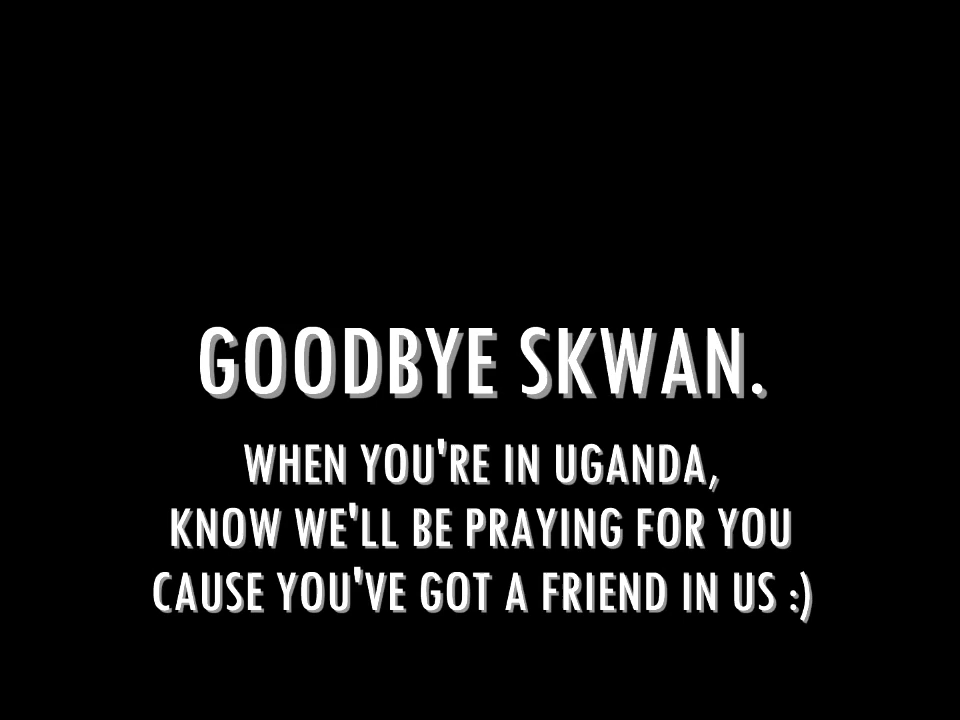 GOODBYE SKWAN.
WHEN YOU'RE IN UGANDA,
KNOW WE'LL BE PRAYING FOR YOU
CAUSE YOU'VE GOT A FRIEND IN US :)